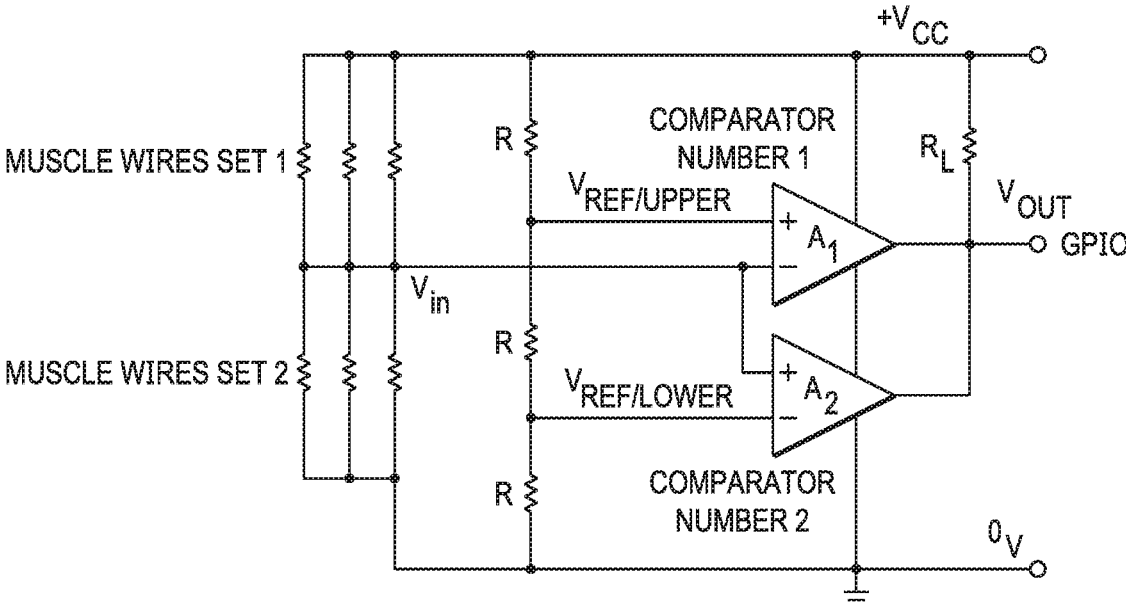 +VCC
COMPARATOR
NUMBER 1
R
RL
MUSCLE WIRES SET 1
VREF/UPPER
VOUT
+
A1
GPIO
−
Vin
R
MUSCLE WIRES SET 2
+
VREF/LOWER
A2
−
R
COMPARATOR
NUMBER 2
0V